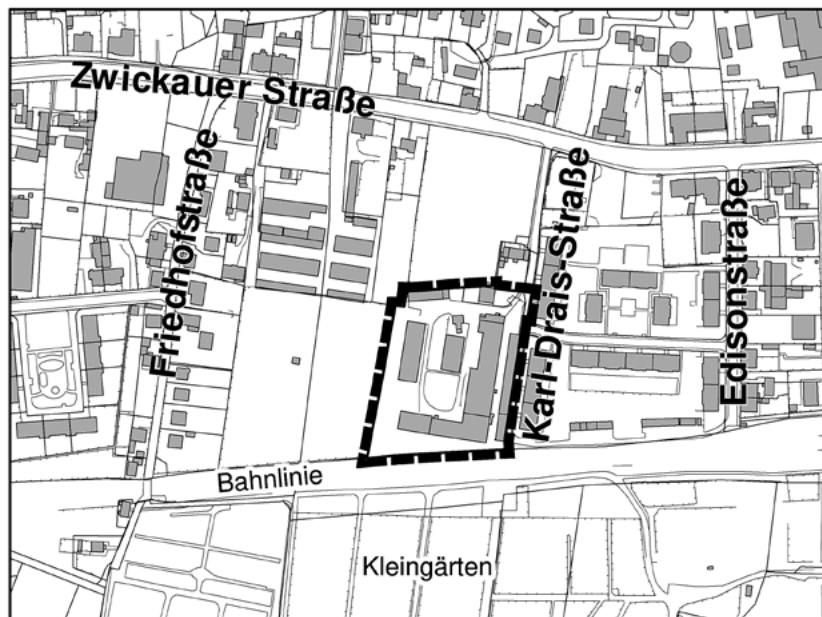 Zwickauer Straße
Friedhofstraße
Karl-Drais-Straße
Edisonstraße
Bahnlinie
Kleingärten